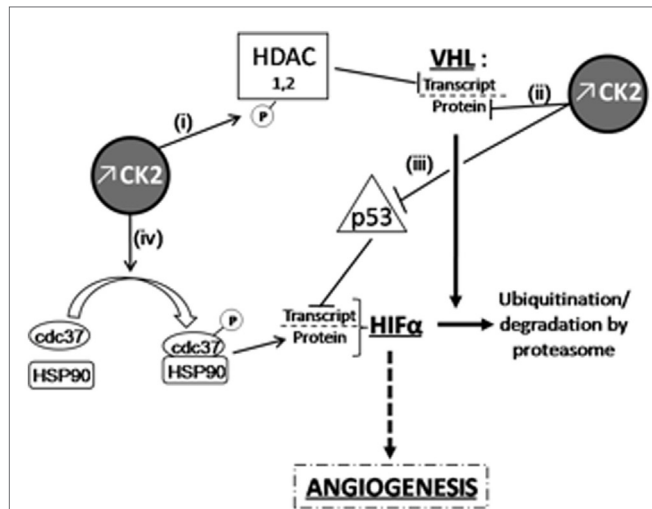 HDAC
1,2
P
VHL :
Transcript
Protein
(ii)
↗CK2
(i)
↗CK2
(iii)
p53
(iv)
cdc37
HSP90
P
cdc37
HSP90
Transcript
Protein
HIFα
Ubiquitination/
degradation by
proteasome
ANGIOGENESIS